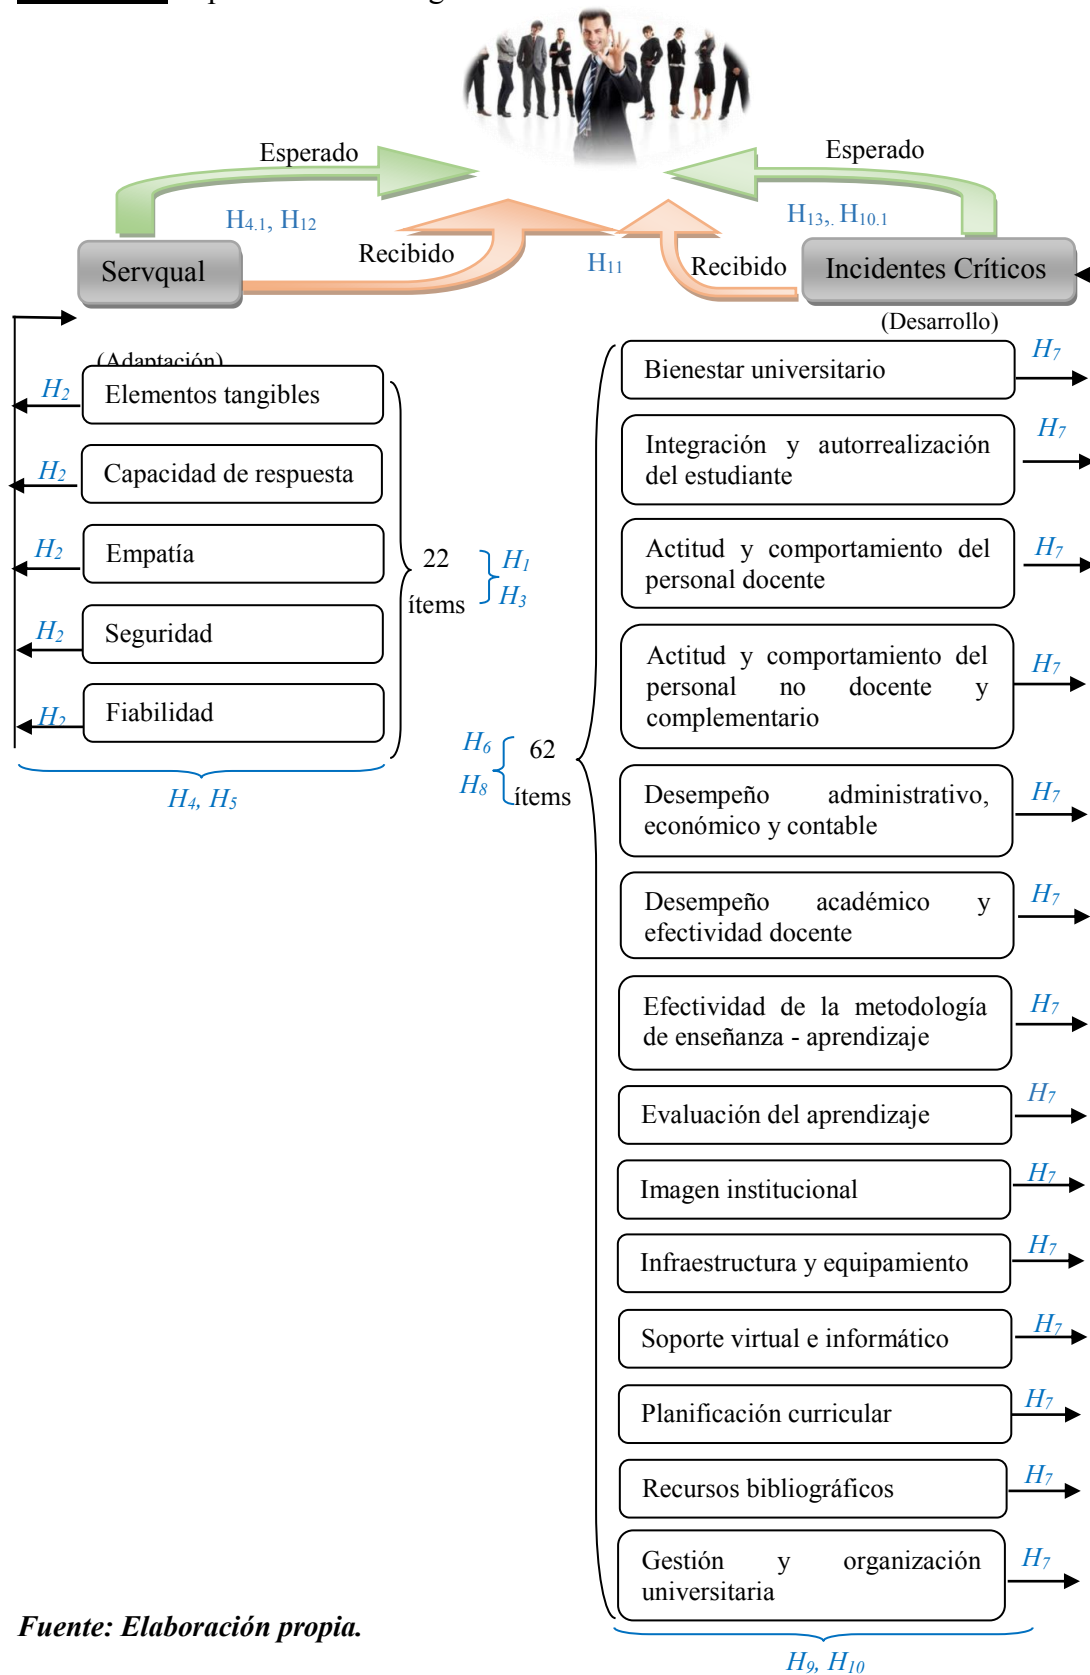 Esperado
Esperado
H4.1, H12
H13,. H10.1
Recibido
H11
Recibido
Servqual
Incidentes Críticos
(Desarrollo)
(Adaptación)
H2
Elementos tangibles
H2
Capacidad de respuesta
H2
Empatía
H2
Seguridad
H2
Fiabilidad
22
ítems
H1
H3
H4, H5
H6
H8
62
ítems
Bienestar universitario
H7
Integración y autorrealización
del estudiante
H7
Actitud y comportamiento del
personal docente
H7
Actitud y comportamiento del
personal no docente y
complementario
H7
Desempeño administrativo,
económico y contable
H7
Desempeño académico y
efectividad docente
H7
Efectividad de la metodología
de enseñanza - aprendizaje
H7
Evaluación del aprendizaje
H7
Imagen institucional
H7
Infraestructura y equipamiento
H7
Soporte virtual e informático
H7
Planificación curricular
H7
Recursos bibliográficos
H7
Gestión y organización
universitaria
H7
Fuente: Elaboración propia.
H9, H10